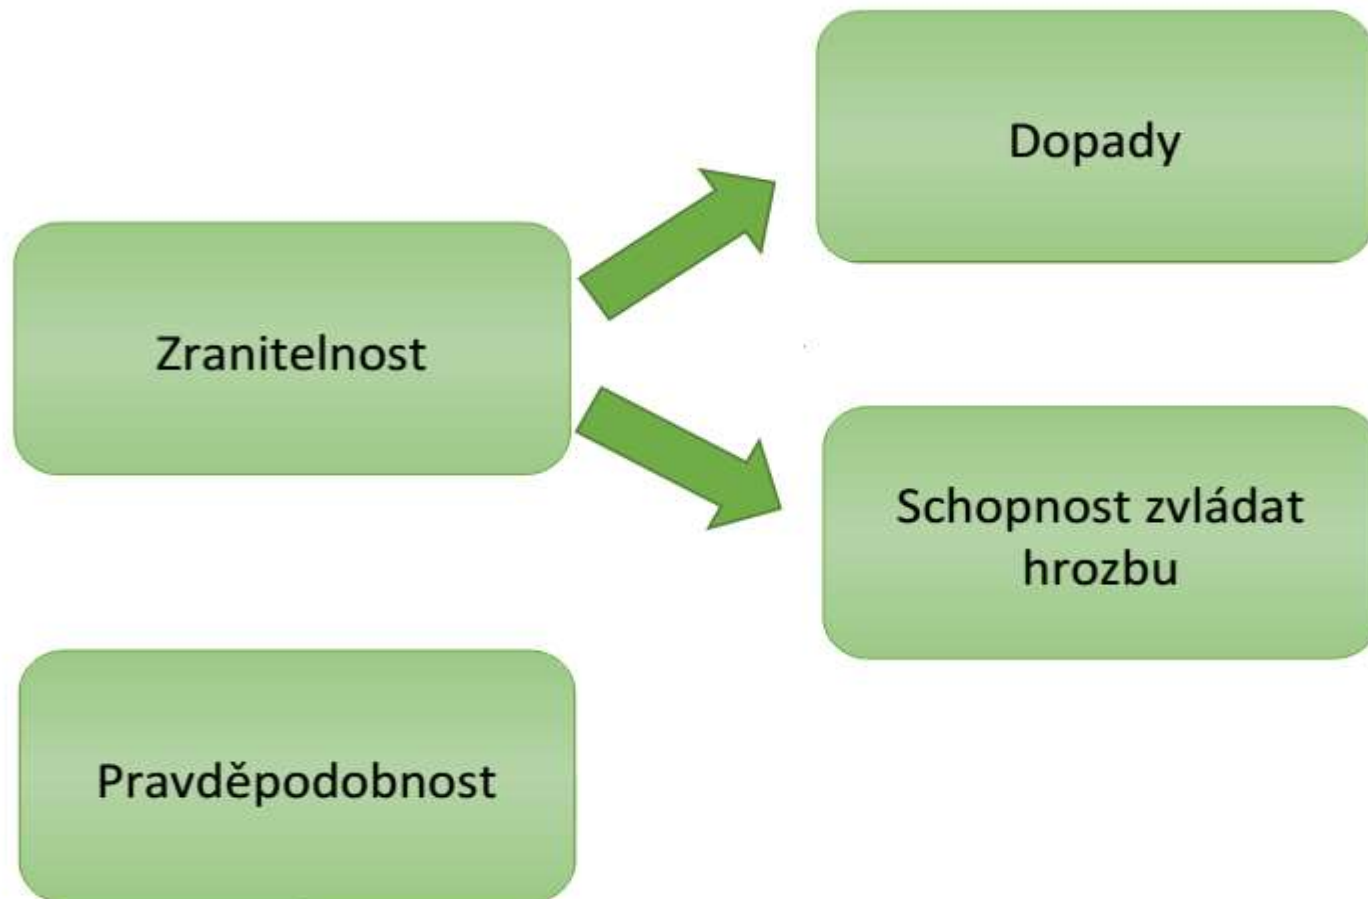 Dopady
Zranitelnost
Schopnost zvládat
hrozbu
Pravděpodobnost